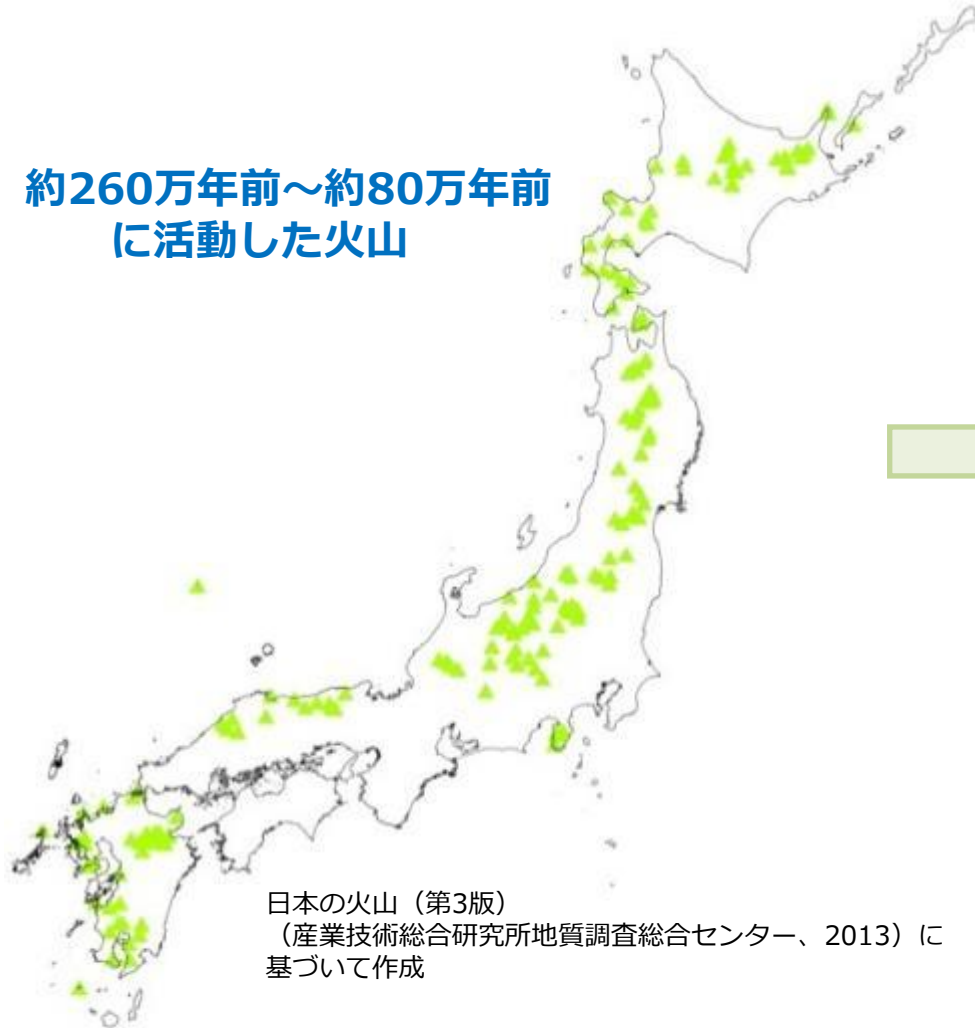 約260万年前～約80万年前
に活動した火山
日本の火山（第3版）
（産業技術総合研究所地質調査総合センター、2013）に
基づいて作成